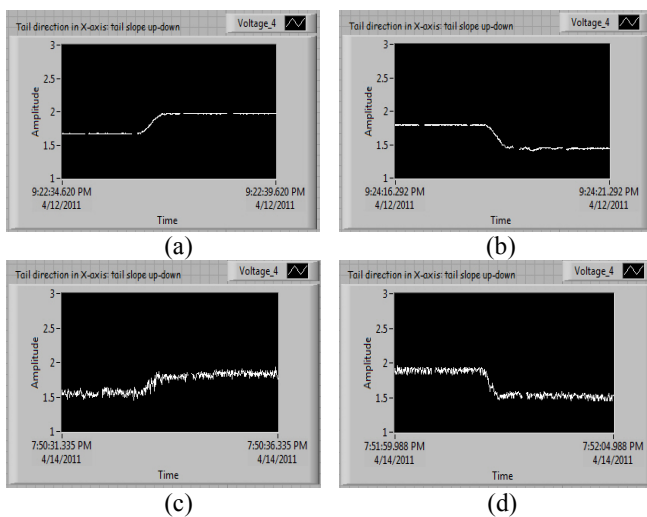 Tail direction in X-axis: tail slope up-down Voltage_4
3-
2.5-
2-
1.5-
1-
Amplitude
9:22:34.620 PM 9:22:39.620 PM
4/12/2011 4/12/2011
Time
(a)
Tail direction in X-axis: tail slope up-down Voltage_4
3-
2.5-
2-
1.5-
1-
Amplitude
9:24:16.292 PM 9:24:21.292 PM
4/12/2011 4/12/2011
Time
(b)
Tail direction in X-axis: tail slope up-down Voltage_4
3-
2.5-
2-
1.5-
1-
Amplitude
7:50:31.335 PM 7:50:36.335 PM
4/14/2011 4/14/2011
Time
(c)
Tail direction in X-axis: tail slope up-down Voltage_4
3-
2.5-
2-
1.5-
1-
Amplitude
7:51:59.988 PM 7:52:04.988 PM
4/14/2011 4/14/2011
Time
(d)